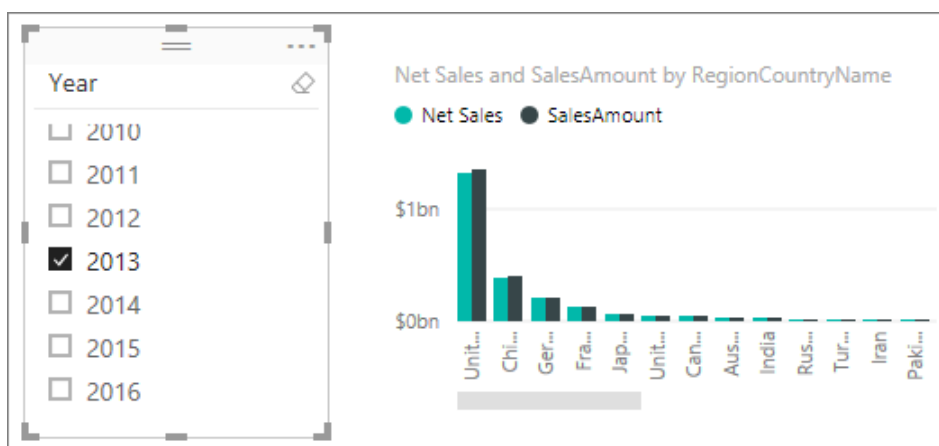 Year
2010
2011
2012
2013
2014
2015
2016
Net Sales and SalesAmount by RegionCountryName
Net Sales SalesAmount
$1bn
$0bn
Unit...
Chi...
Ger...
Fra...
Jap...
Unit...
Can...
Aus...
India
Rus...
Tur...
Iran
Paki...